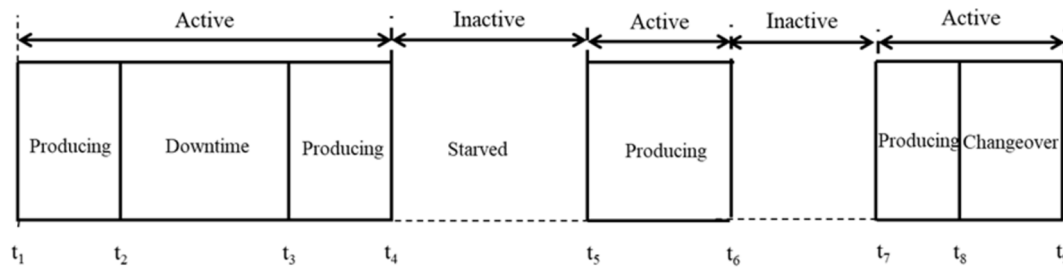 Active Inactive Active Inactive Active
Producing Downtime Producing Starved Producing Producing Changeover
t1 t2 t3 t4 t5 t6 t7 t8 t